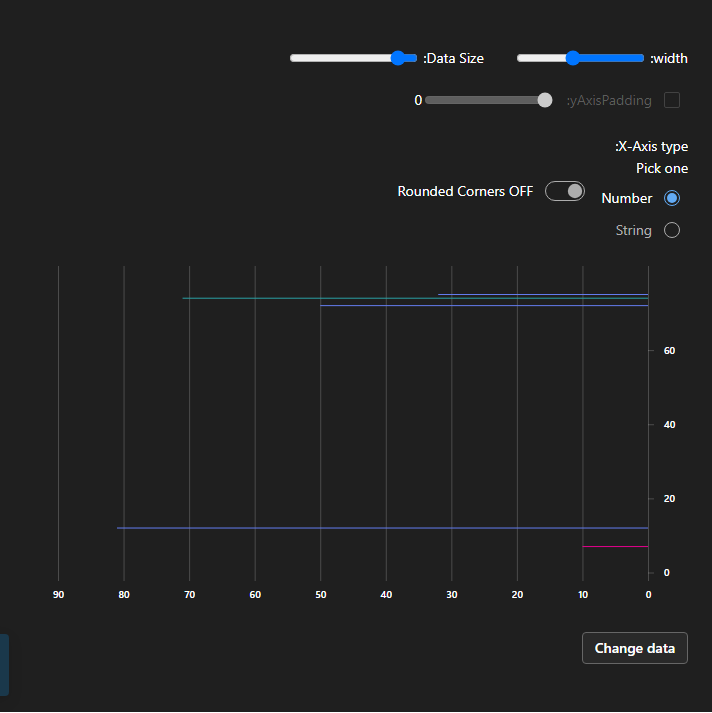 :Data Size :width
0 :yAxisPadding
:X-Axis type
Pick one
Rounded Corners OFF Number
String
60
40
20
0
90 80 70 60 50 40 30 20 10 0
Change data